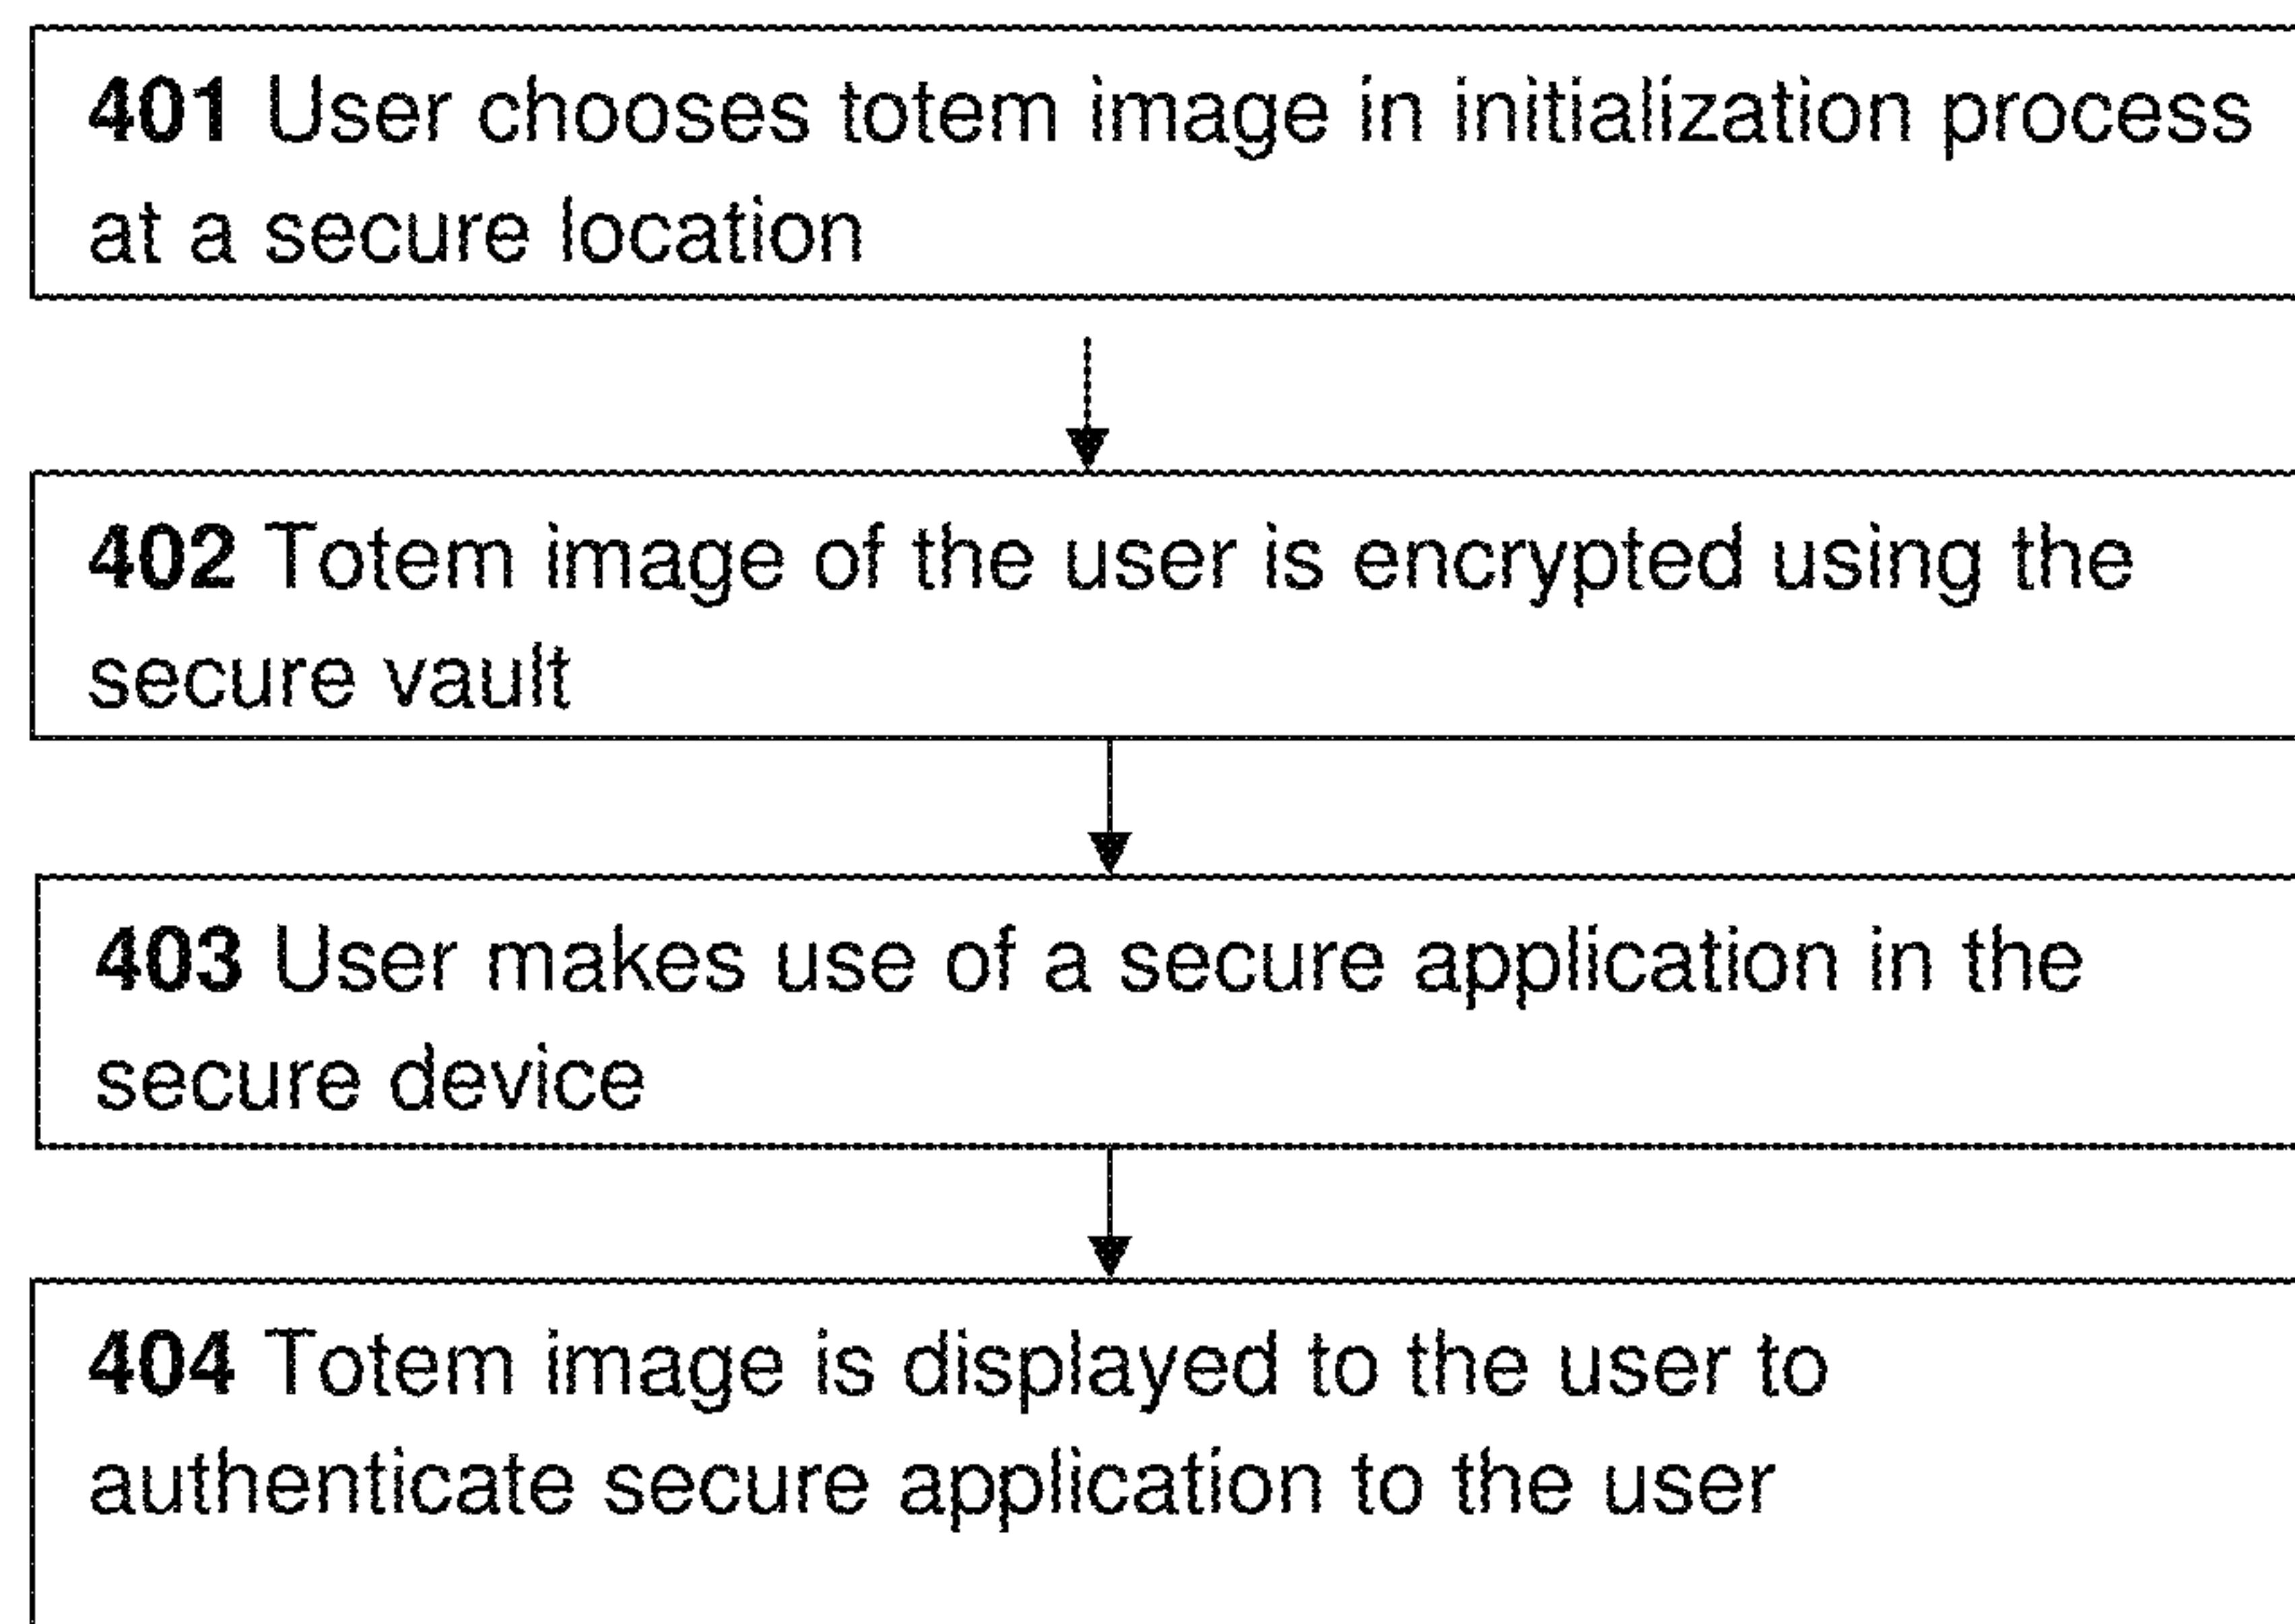 401 User chooses totem image in initialization process
at a secure location
402 Totem image of the user is encrypted using the
secure vault
403 User makes use of a secure application in the
secure device
404 Totem image is displayed to the user to
authenticate secure application to the user